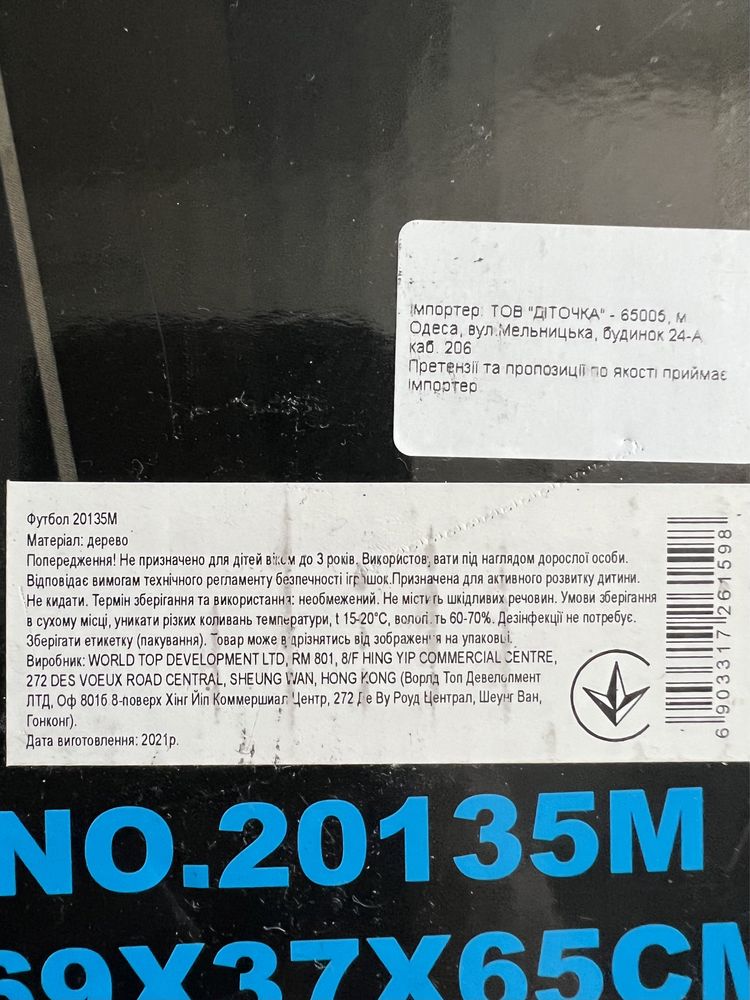 Імпортер: ТОВ "ДІТОЧКА" - 65005, м
Одеса, вул.Мельницька, будинок 24-А
каб. 206
Претензії та пропозиції по якості приймає
імпортер
Футбол 20135М
Матеріал: дерево
Попередження! Не призначено для дітей віком до 3 років. Використовувати під наглядом дорослої особи.
Відповідає вимогам технічного регламенту безпечності іграшок.Призначена для активного розвитку дитини.
Не кидати. Термін зберігання та використання: необмежений. Не містить шкідливих речовин. Умови зберігання
в сухому місці, уникати різких коливань температури, t 15-20°C, вологість 60-70%. Дезінфекції не потребує.
Зберігати етикетку (пакування). Товар може відрізнятись від зображення на упаковці.
Виробник: WORLD TOP DEVELOPMENT LTD, RM 801, 8/F HING YIP COMMERCIAL CENTRE,
272 DES VOEUX ROAD CENTRAL, SHEUNG WAN, HONG KONG (Ворлд Топ Девелопмент
ЛТД, Оф 801б 8-поверх Хінг Йіп Коммершиал Центр, 272 Де Ву Роуд Централ, Шеунг Ван,
Гонконг).
Дата виготовлення: 2021р.
6 903317 261598
NO.20135M
69X37X65CM